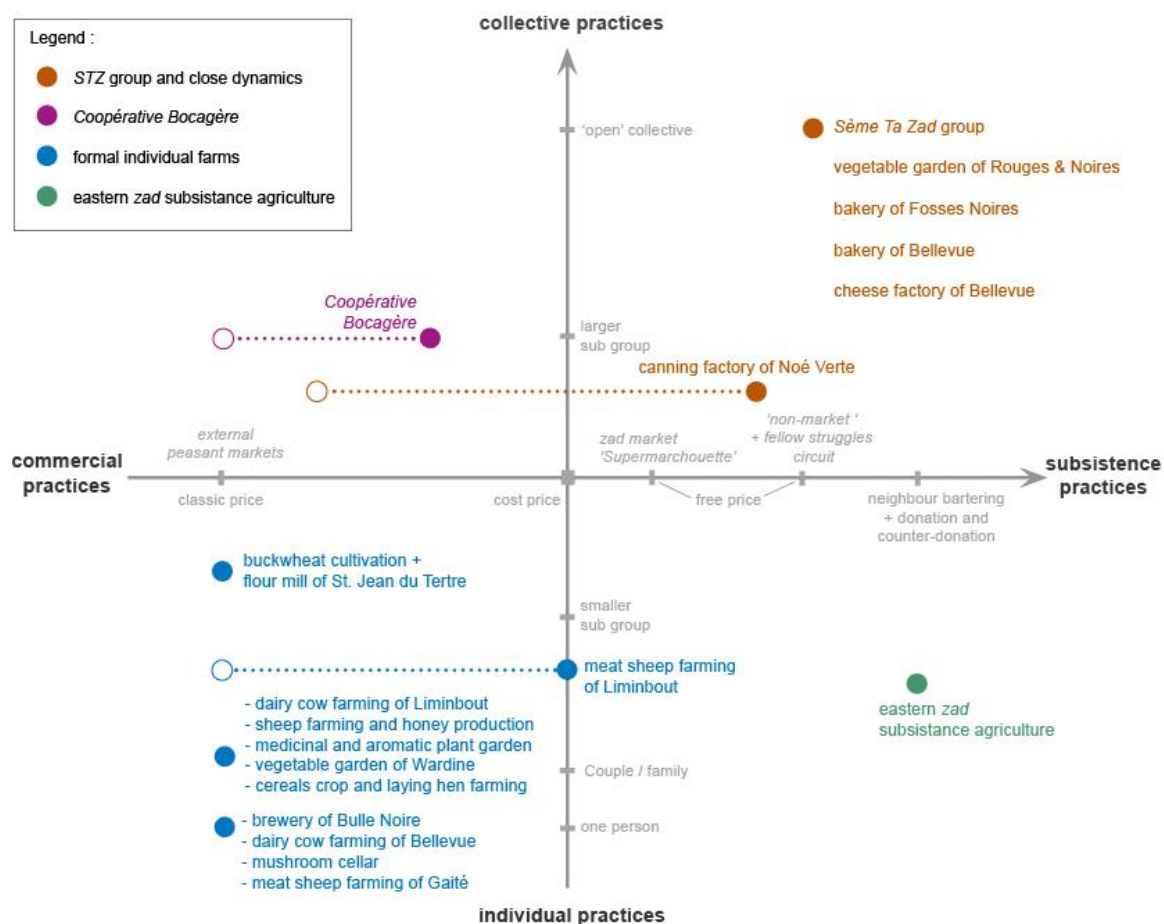 collective practices
Legend :
STZ group and close dynamics
Coopérative Bocagère
formal individual farms
eastern zad subsistance agriculture
'open' collective
Sème Ta Zad group
vegetable garden of Rouges & Noires
bakery of Fosses Noires
bakery of Bellevue
cheese factory of Bellevue
Coopérative
Bocagère
larger
sub group
canning factory of Noé Verte
external
peasant markets
zad market
'Supermarchouette'
'non-market '
+ fellow struggles
circuit
commercial
practices
subsistence
practices
classic price
cost price
free price
neighbour bartering
+ donation and
counter-donation
buckwheat cultivation +
flour mill of St. Jean du Tertre
smaller
sub group
meat sheep farming
of Liminbout
eastern zad
subsistance agriculture
- dairy cow farming of Liminbout
- sheep farming and honey production
- medicinal and aromatic plant garden
- vegetable garden of Wardine
- cereals crop and laying hen farming
Couple / family
- brewery of Bulle Noire
- dairy cow farming of Bellevue
- mushroom cellar
- meat sheep farming of Gaité
one person
individual practices